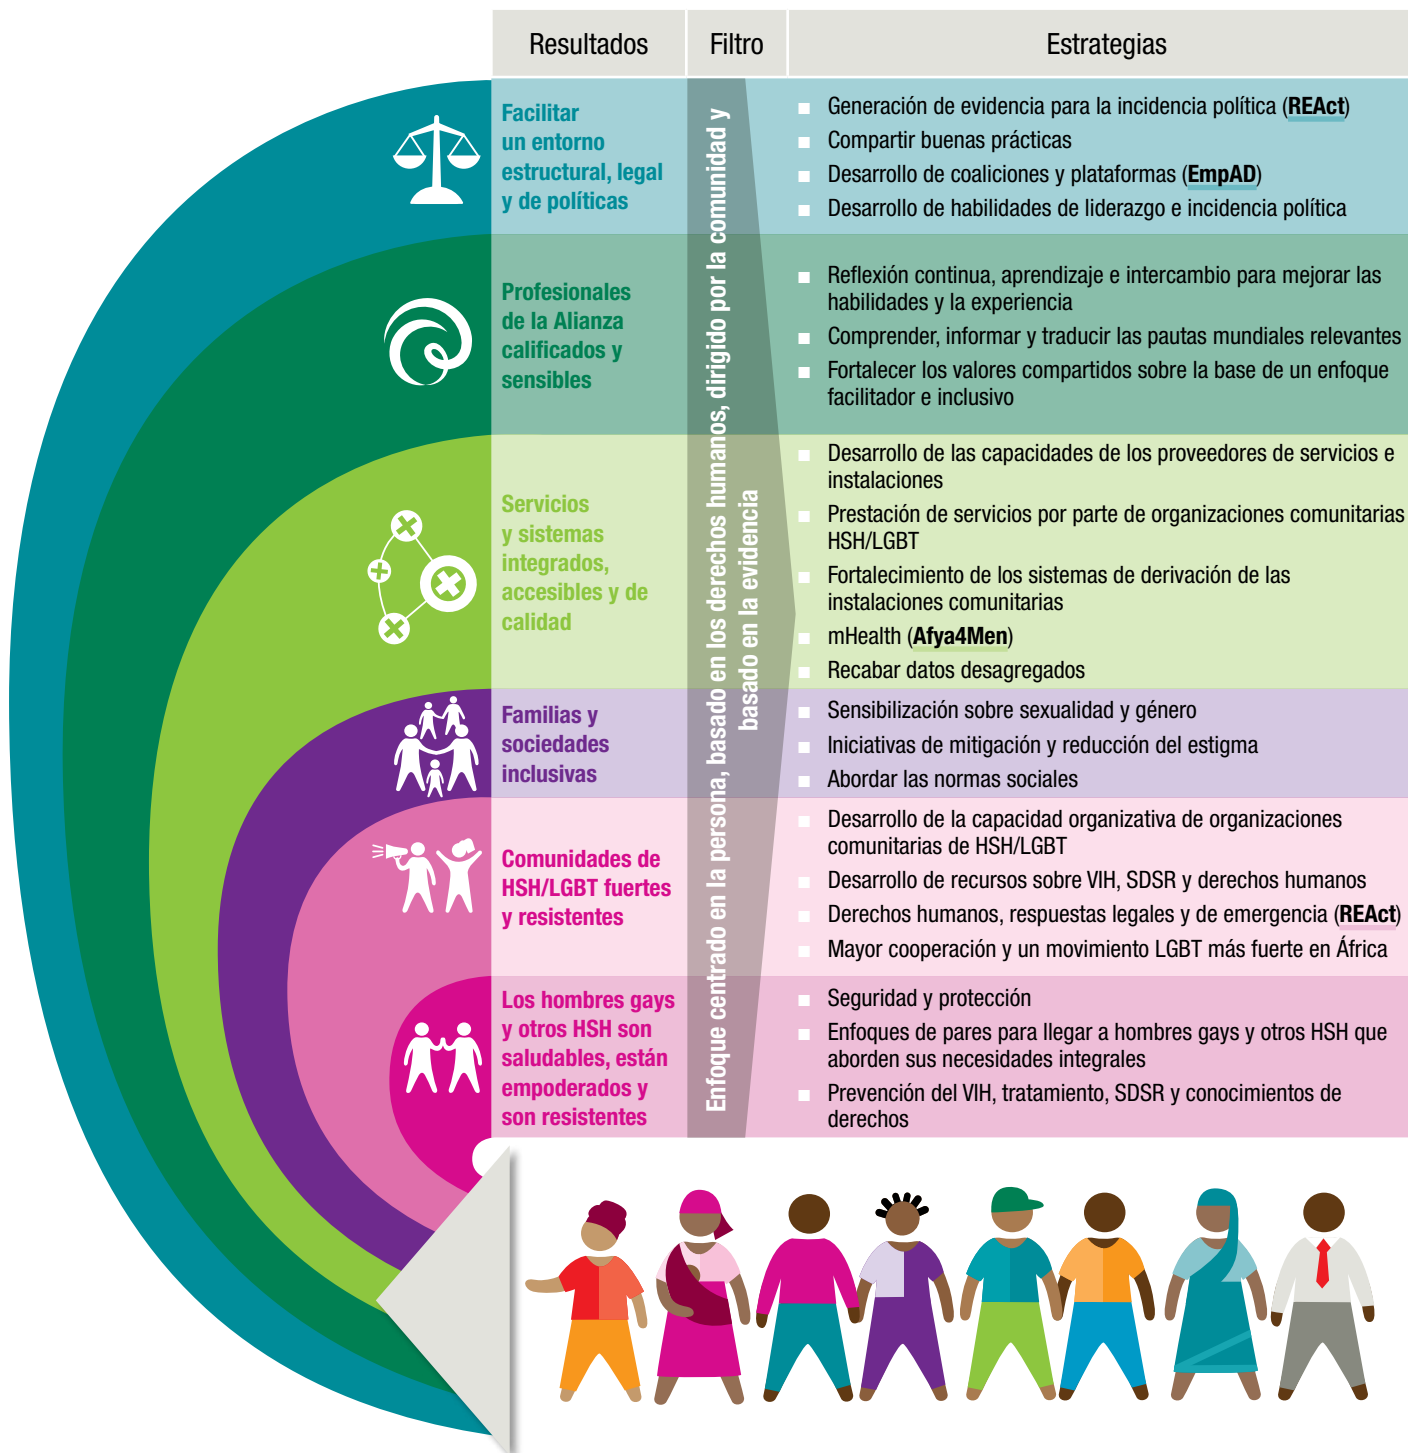 Resultados
Filtro
Estrategias
Facilitar
un entorno
estructural, legal
y de políticas
■ Generación de evidencia para la incidencia política (REAct)
■ Compartir buenas prácticas
■ Desarrollo de coaliciones y plataformas (EmpAD)
■ Desarrollo de habilidades de liderazgo e incidencia política
Profesionales
de la Alianza
calificados y
sensibles
■ Reflexión continua, aprendizaje e intercambio para mejorar las
habilidades y la experiencia
■ Comprender, informar y traducir las pautas mundiales relevantes
■ Fortalecer los valores compartidos sobre la base de un enfoque
facilitador e inclusivo
Servicios
y sistemas
integrados,
accesibles y de
calidad
■ Desarrollo de las capacidades de los proveedores de servicios e
instalaciones
■ Prestación de servicios por parte de organizaciones comunitarias
HSH/LGBT
■ Fortalecimiento de los sistemas de derivación de las
instalaciones comunitarias
■ mHealth (Afya4Men)
■ Recabar datos desagregados
Familias y
sociedades
inclusivas
■ Sensibilización sobre sexualidad y género
■ Iniciativas de mitigación y reducción del estigma
■ Abordar las normas sociales
Comunidades de
HSH/LGBT fuertes
y resistentes
■ Desarrollo de la capacidad organizativa de organizaciones
comunitarias de HSH/LGBT
■ Desarrollo de recursos sobre VIH, SDSR y derechos humanos
■ Derechos humanos, respuestas legales y de emergencia (REAct)
■ Mayor cooperación y un movimiento LGBT más fuerte en África
Los hombres gays
y otros HSH son
saludables, están
empoderados y
son resistentes
■ Seguridad y protección
■ Enfoques de pares para llegar a hombres gays y otros HSH que
aborden sus necesidades integrales
■ Prevención del VIH, tratamiento, SDSR y conocimientos de
derechos
Enfoque centrado en la persona, basado en los derechos humanos, dirigido por la comunidad y
basado en la evidencia